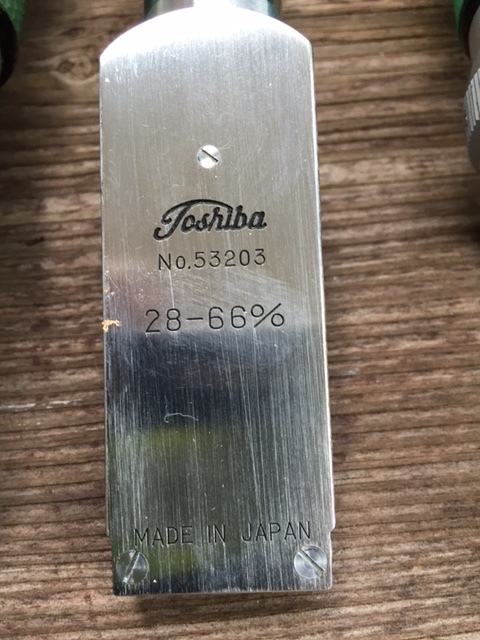 Toshiba
No.53203
28-66%
MADE IN JAPAN